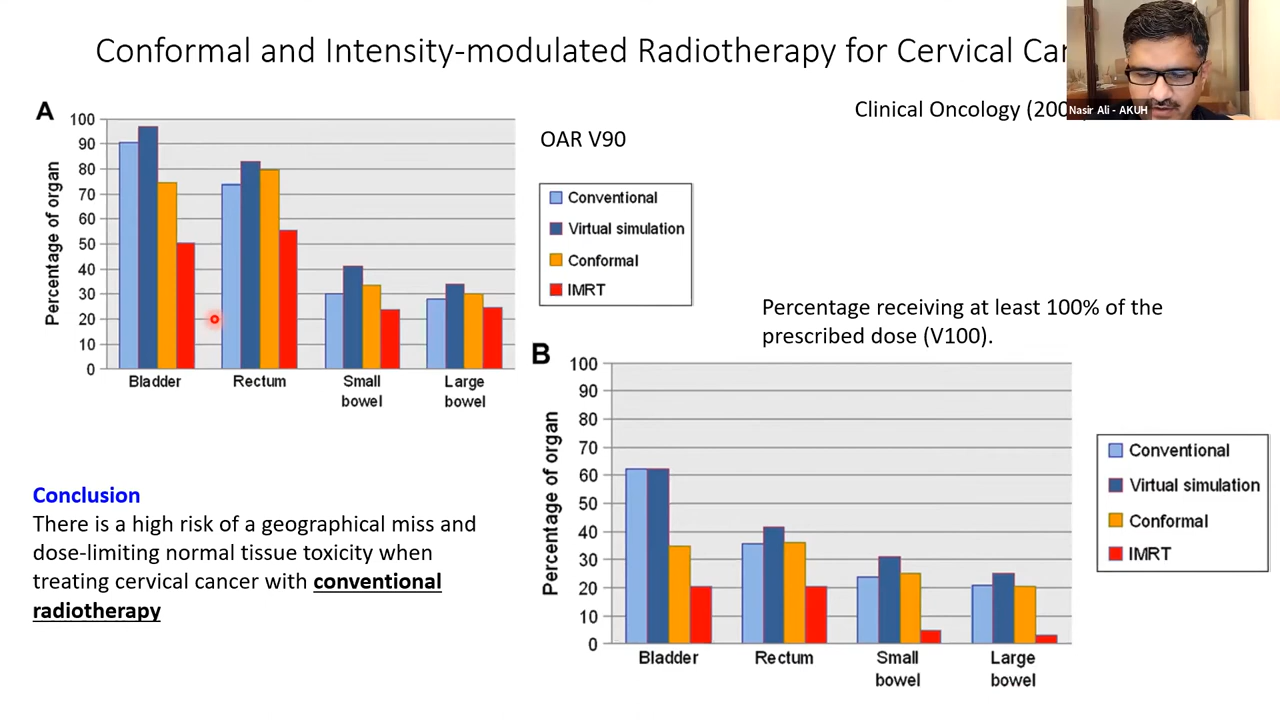 Conformal and Intensity-modulated Radiotherapy for Cervical
Clinical Oncology
Nasir Ali - AKUH
A
OAR V90
Percentage of organ
100
90
80
70
60
50
40
30
20
10
0
Bladder
Rectum
Small
bowel
Large
bowel
Conventional
Virtual simulation
Conformal
IMRT
Percentage receiving at least 100% of the
prescribed dose (V100).
B
Percentage of organ
100
90
80
70
60
50
40
30
20
10
0
Bladder
Rectum
Small
bowel
Large
bowel
Conventional
Virtual simulation
Conformal
IMRT
Conclusion
There is a high risk of a geographical miss and
dose-limiting normal tissue toxicity when
treating cervical cancer with conventional
radiotherapy